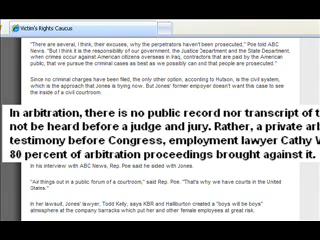 Victim's Rights Caucus
"There are several, I think, their excuses, why the perpetrators haven't been prosecuted," Poe told ABC
News. "But I think it is the responsibility of our government, the Justice Department and the State Department,
when crimes occur against American citizens overseas in Iraq, contractors that are paid by the American
public, that we pursue the criminal cases as best as we possibly can and that people are prosecuted."
Since no criminal charges have been filed, the only other option, according to Hutson, is the civil system,
which is the approach that Jones is trying now. But Jones' former employer doesn't want this case to see
the inside of a civil courtroom.
In arbitration, there is no public record nor transcript of t
not be heard before a judge and jury. Rather, a private arb
testimony before Congress, employment lawyer Cathy V
80 percent of arbitration proceedings brought against it.
In his interview with ABC News, Rep. Poe said he sided with Jones.
"Air things out in a public forum of a courtroom," said Rep. Poe. "That's why we have courts in the
United States."
In her lawsuit, Jones' lawyer, Todd Kelly, says KBR and Halliburton created a "boys will be boys"
atmosphere at the company barracks which put her and other female employees at great risk.